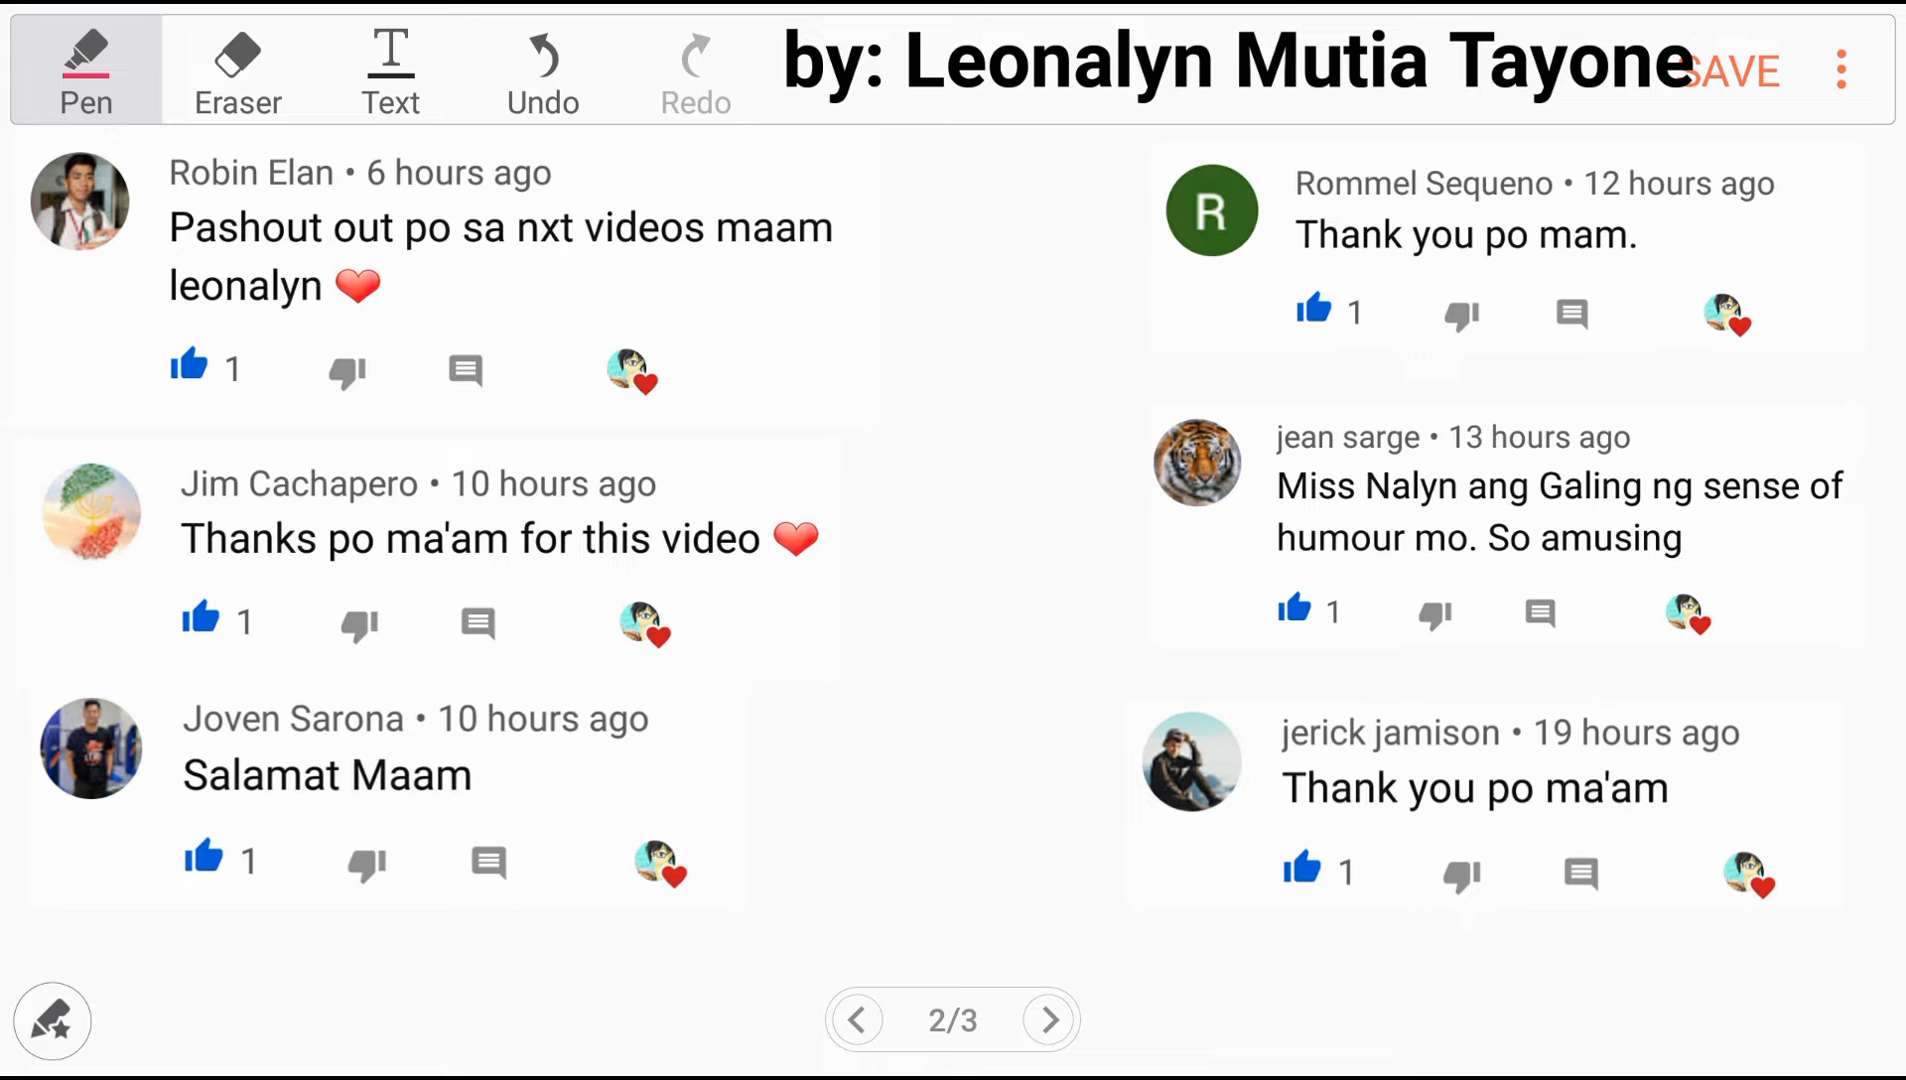 Pen
Eraser
Text
Undo
Redo
by: Leonalyn Mutia Tayone
SAVE
Robin Elan • 6 hours ago
Pashout out po sa nxt videos maam
leonalyn ❤️
1
Jim Cachapero • 10 hours ago
Thanks po ma'am for this video ❤️
1
Joven Sarona • 10 hours ago
Salamat Maam
1
R
Rommel Sequeno • 12 hours ago
Thank you po mam.
1
jean sarge • 13 hours ago
Miss Nalyn ang Galing ng sense of
humour mo. So amusing
1
jerick jamison • 19 hours ago
Thank you po ma'am
1
2/3